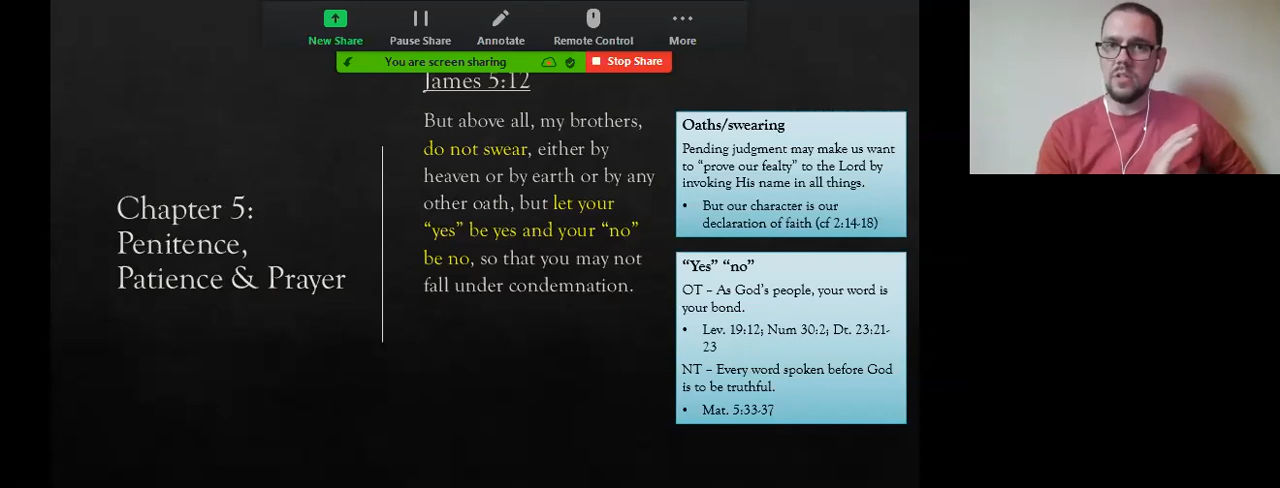 New Share
Pause Share
Annotate
Remote Control
More
You are screen sharing
Stop Share
Chapter 5:
Penitence,
Patience & Prayer
James 5:12
But above all, my brothers,
do not swear, either by
heaven or by earth or by any
other oath, but let your
“yes” be yes and your “no”
be no, so that you may not
fall under condemnation.
Oaths/swearing
Pending judgment may make us want
to “prove our fealty” to the Lord by
invoking His name in all things.
• But our character is our
declaration of faith (cf 2:14-18)
“Yes” “no”
OT – As God’s people, your word is
your bond.
• Lev. 19:12; Num 30:2; Dt. 23:21-
23
NT – Every word spoken before God
is to be truthful.
• Mat. 5:33-37